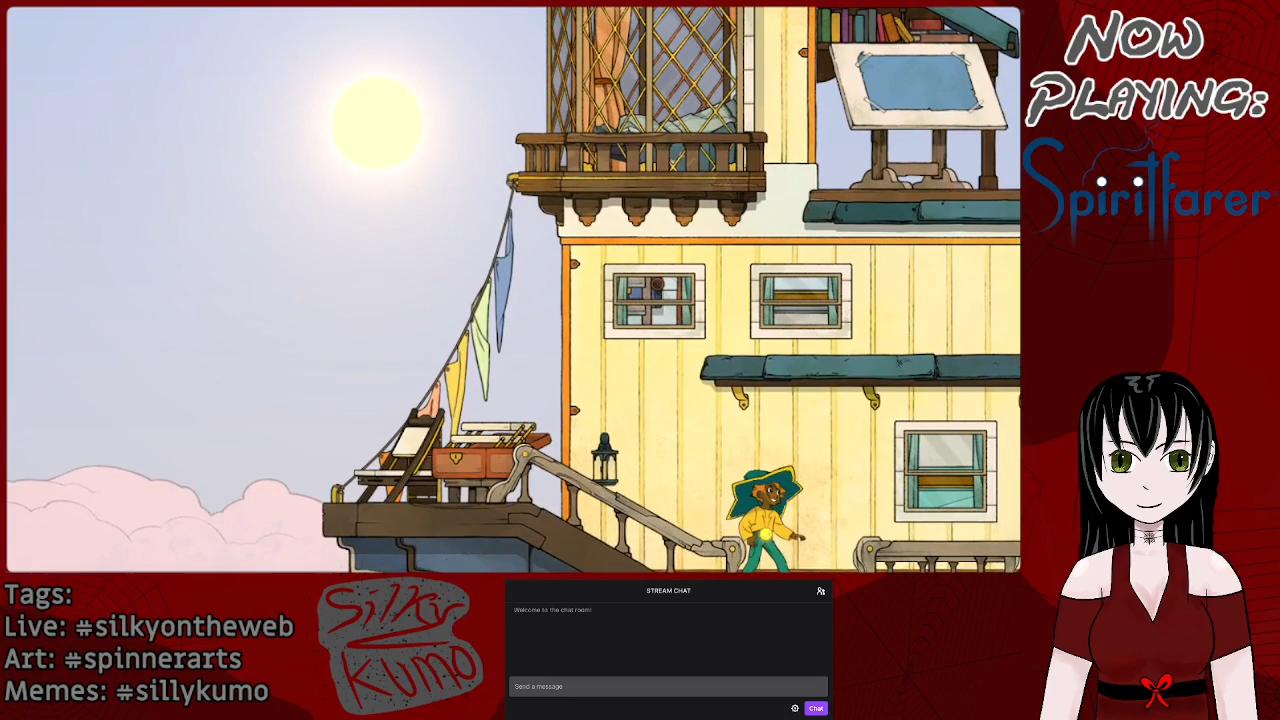 Now
Playing:
Spiritfarer
Tags:
Live: #silkyontheweb
Art: #spinnerarts
Memes: #sillykumo
Silky
Kumo
STREAM CHAT
Welcome to the chat room!
Send a message
Chat